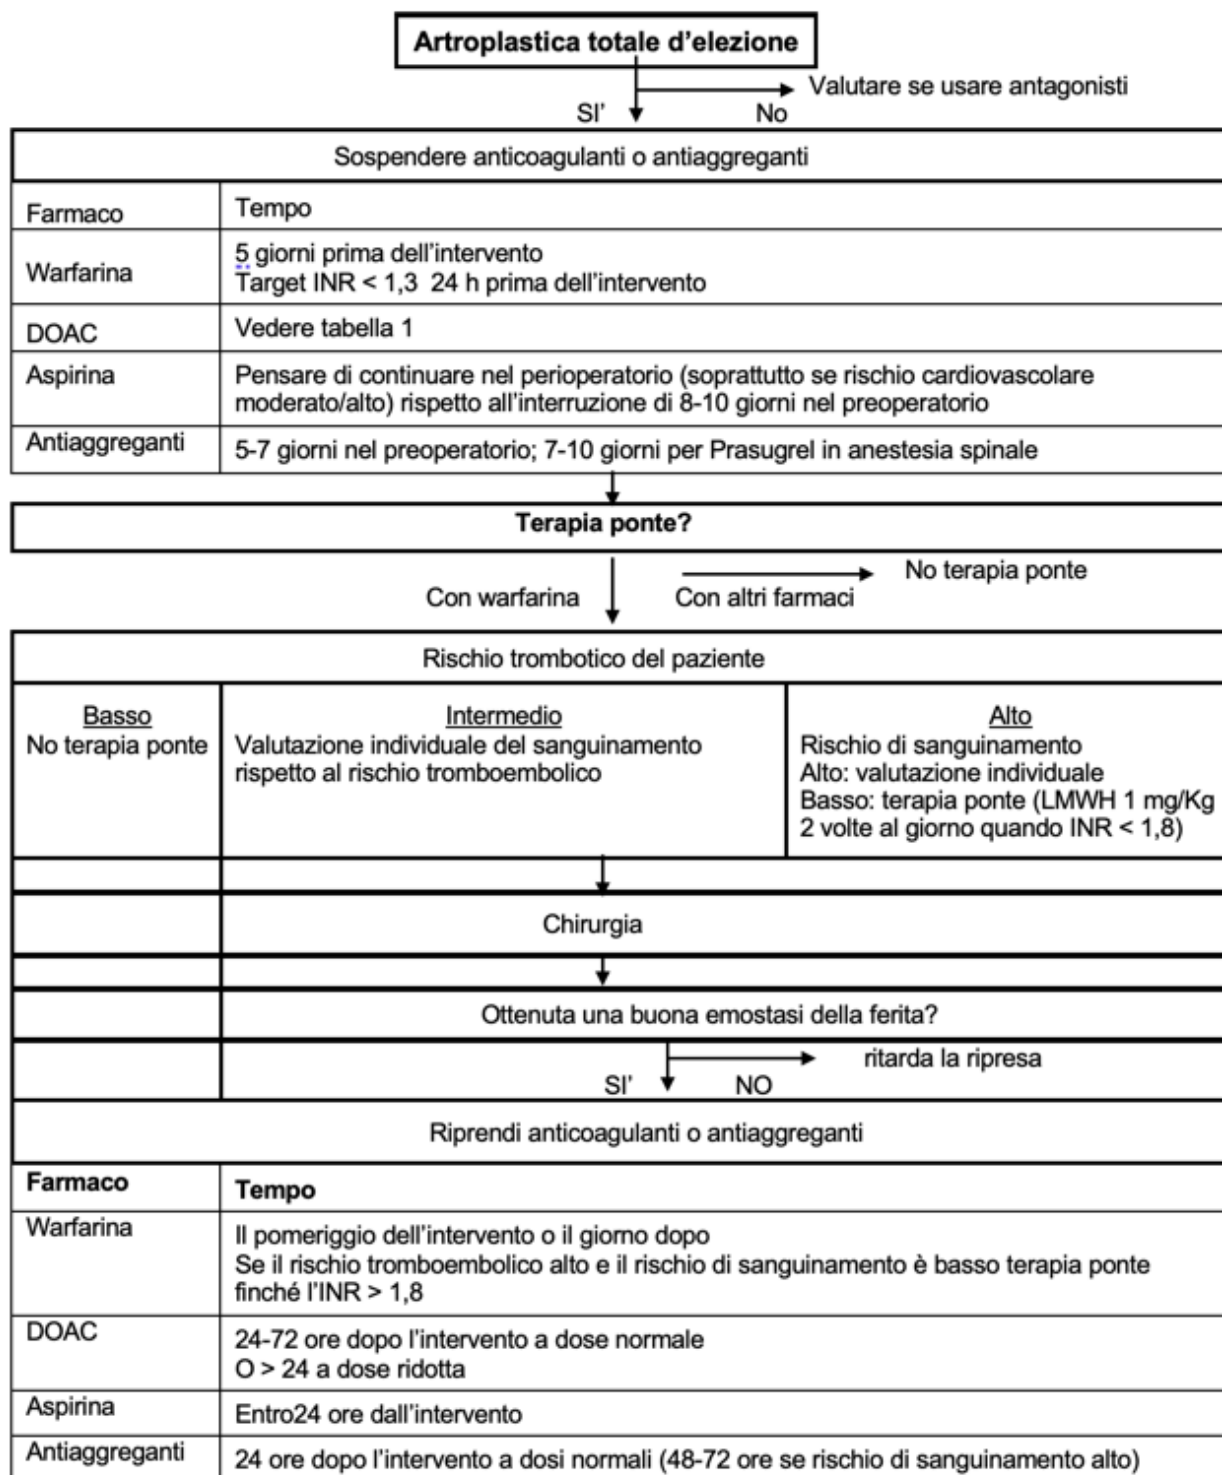 Artroplastica totale d'elezione
Valutare se usare antagonisti
SI' No
Sospendere anticoagulanti o antiaggreganti
Farmaco Tempo
Warfarina 5 giorni prima dell'intervento
Target INR < 1,3 24 h prima dell'intervento
DOAC Vedere tabella 1
Aspirina Pensare di continuare nel perioperatorio (soprattutto se rischio cardiovascolare
moderato/alto) rispetto all'interruzione di 8-10 giorni nel preoperatorio
Antiaggreganti 5-7 giorni nel preoperatorio; 7-10 giorni per Prasugrel in anestesia spinale
Terapia ponte?
No terapia ponte
Con warfarina Con altri farmaci
Rischio trombotico del paziente
Basso
No terapia ponte
Intermedio
Valutazione individuale del sanguinamento
rispetto al rischio tromboembolico
Alto
Rischio di sanguinamento
Alto: valutazione individuale
Basso: terapia ponte (LMWH 1 mg/Kg
2 volte al giorno quando INR < 1,8)
Chirurgia
Ottenuta una buona emostasi della ferita?
ritarda la ripresa
SI' NO
Riprendi anticoagulanti o antiaggreganti
Farmaco Tempo
Warfarina Il pomeriggio dell'intervento o il giorno dopo
Se il rischio tromboembolico alto e il rischio di sanguinamento è basso terapia ponte
finché l'INR > 1,8
DOAC 24-72 ore dopo l'intervento a dose normale
O > 24 a dose ridotta
Aspirina Entro24 ore dall'intervento
Antiaggreganti 24 ore dopo l'intervento a dosi normali (48-72 ore se rischio di sanguinamento alto)